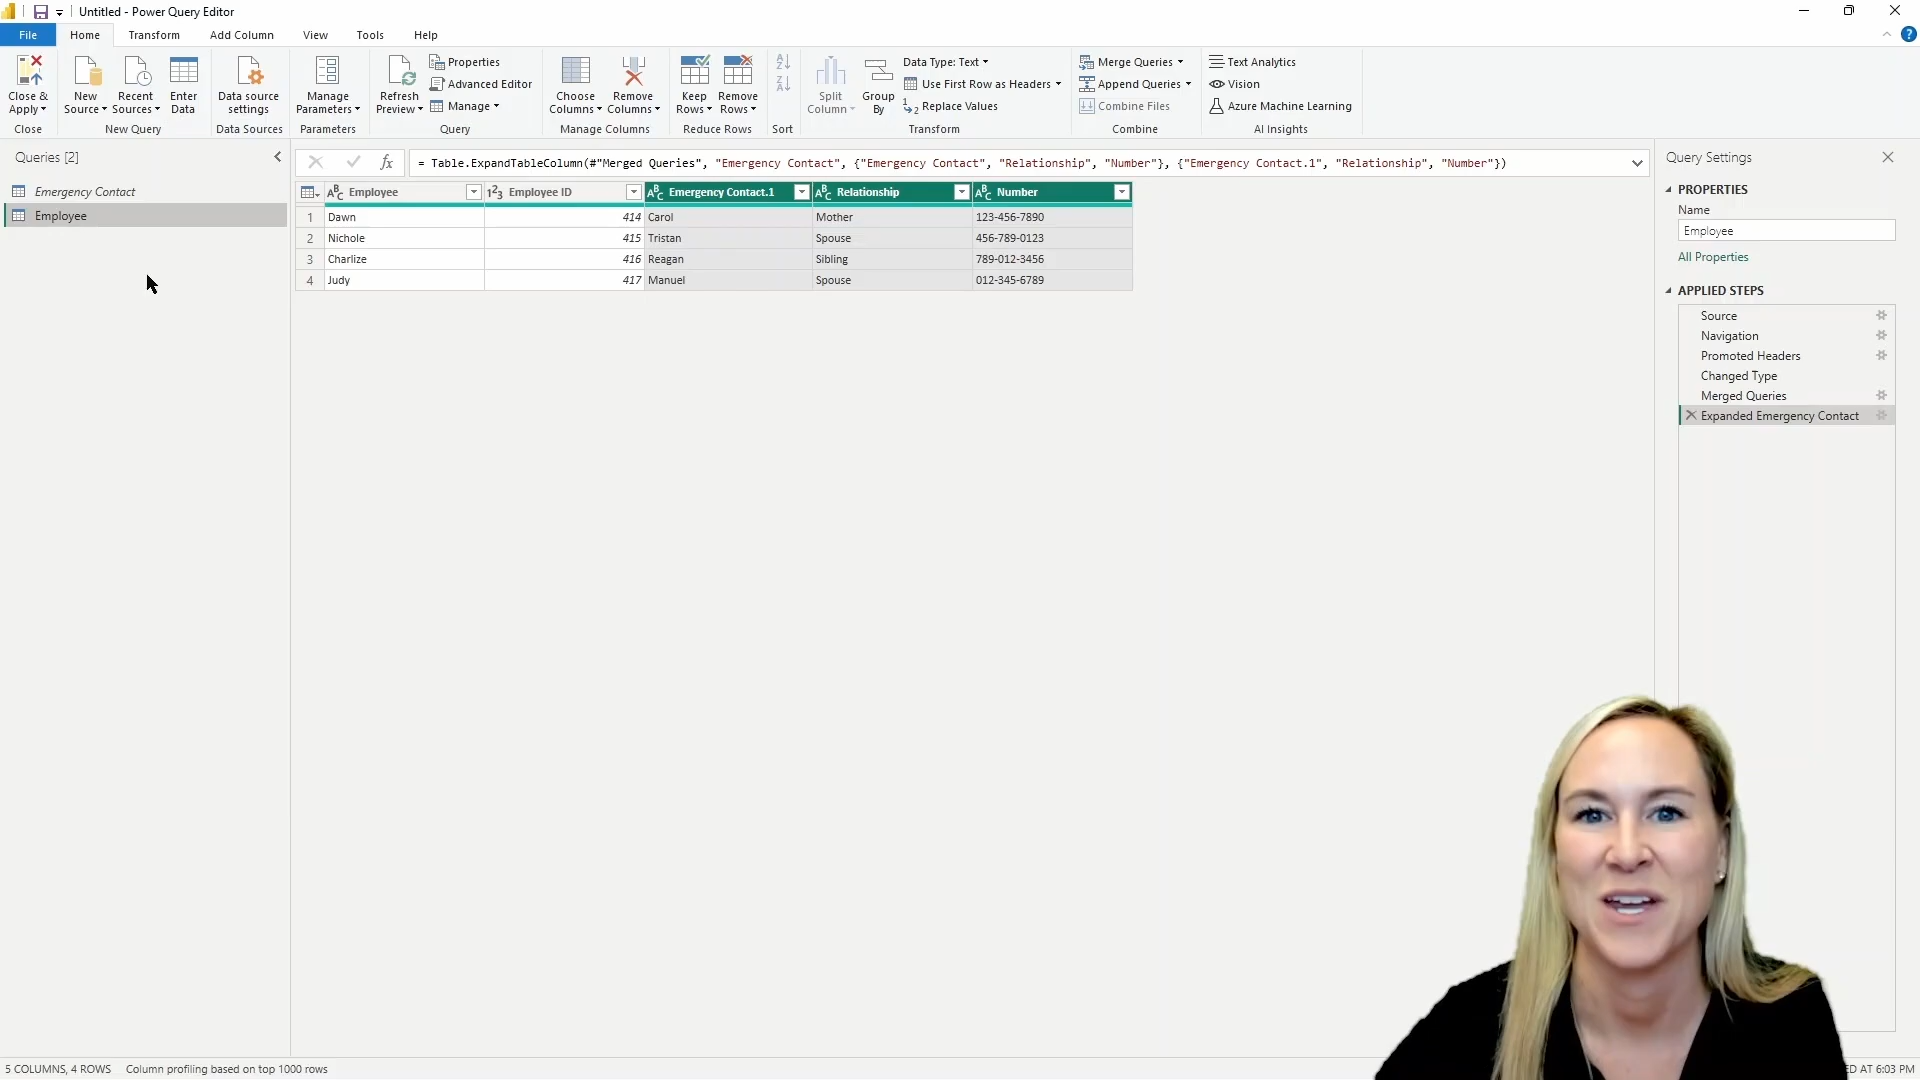 Untitled - Power Query Editor
File Home Transform Add Column View Tools Help
Close & Apply
Close
New Source
Recent Sources
Enter Data
New Query
Data source settings
Data Sources
Manage Parameters
Parameters
Refresh Preview
Properties
Advanced Editor
Manage
Query
Choose Columns
Remove Columns
Manage Columns
Keep Rows
Remove Rows
Reduce Rows
Sort
Split Column
Group By
Data Type: Text
Use First Row as Headers
Replace Values
Transform
Merge Queries
Append Queries
Combine Files
Combine
Text Analytics
Vision
Azure Machine Learning
AI Insights
Queries [2]
Emergency Contact
Employee
fx = Table.ExpandTableColumn(#"Merged Queries", "Emergency Contact", {"Emergency Contact", "Relationship", "Number"}, {"Emergency Contact.1", "Relationship", "Number"})
Employee Employee ID Emergency Contact.1 Relationship Number
1 Dawn 414 Carol Mother 123-456-7890
2 Nichole 415 Tristan Spouse 456-789-0123
3 Charlize 416 Reagan Sibling 789-012-3456
4 Judy 417 Manuel Spouse 012-345-6789
Query Settings
PROPERTIES
Name
Employee
All Properties
APPLIED STEPS
Source
Navigation
Promoted Headers
Changed Type
Merged Queries
Expanded Emergency Contact
5 COLUMNS, 4 ROWS Column profiling based on top 1000 rows
AT 6:03 PM